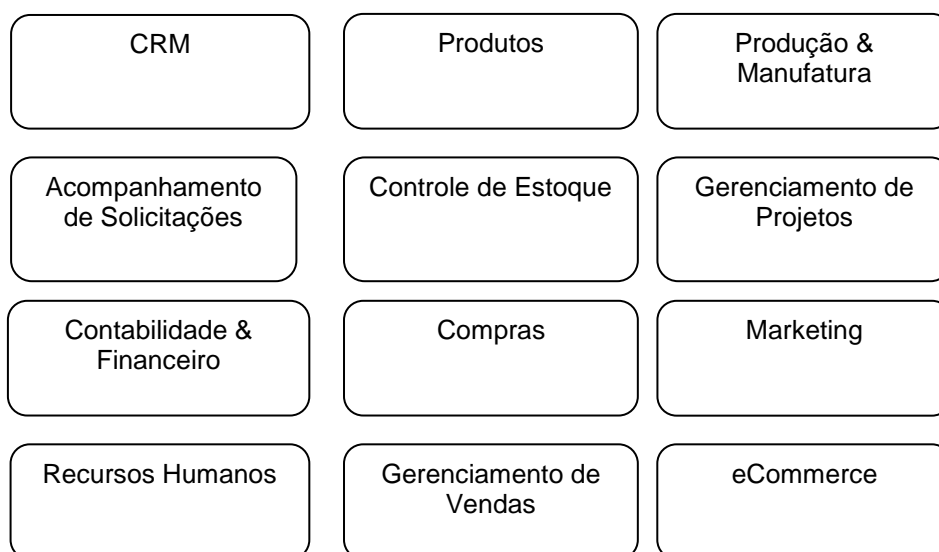 CRM
Produtos
Produção &
Manufatura
Acompanhamento
de Solicitações
Controle de Estoque
Gerenciamento de
Projetos
Contabilidade &
Financeiro
Compras
Marketing
Recursos Humanos
Gerenciamento de
Vendas
eCommerce